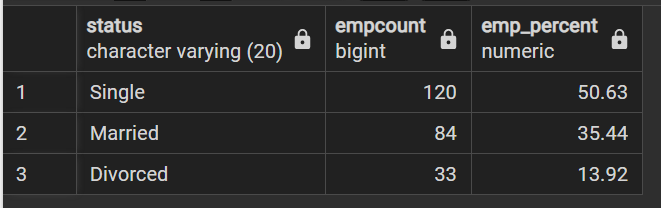 status empcount emp_percent
character varying (20) bigint numeric
1 Single 120 50.63
2 Married 84 35.44
3 Divorced 33 13.92